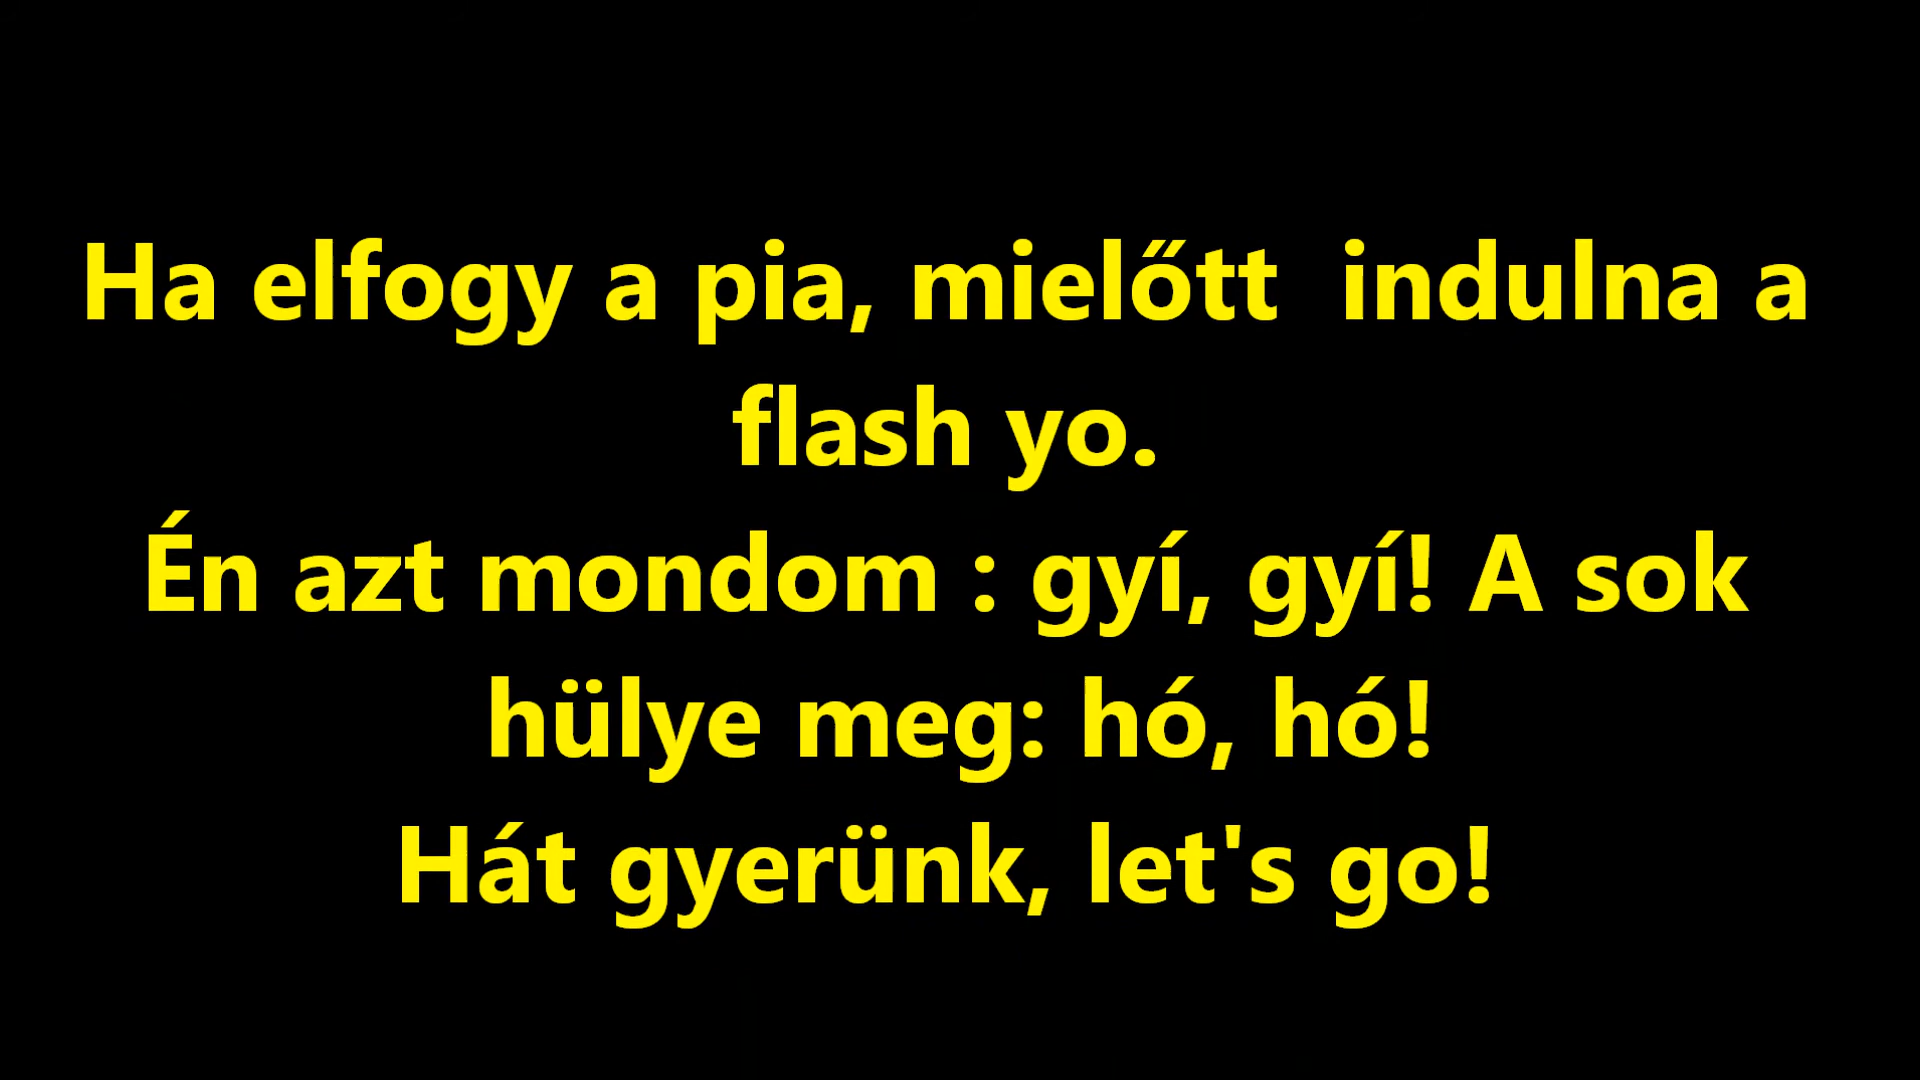 Ha elfogy a pia, mielőtt  indulna a
flash yo.
Én azt mondom : gyí, gyí! A sok
hülye meg: hó, hó!
Hát gyerünk, let's go!